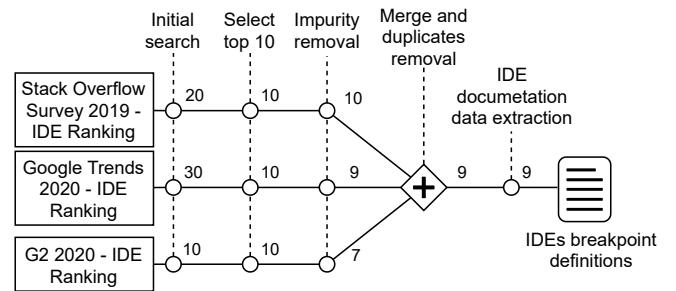 Initial
search
Select
top 10
Impurity
removal
Merge and
duplicates
removal
IDE
documetation
data extraction
Stack Overflow
Survey 2019 -
IDE Ranking
20
10
10
Google Trends
2020 - IDE
Ranking
30
10
9
9
9
G2 2020 - IDE
Ranking
10
10
7
IDEs breakpoint
definitions